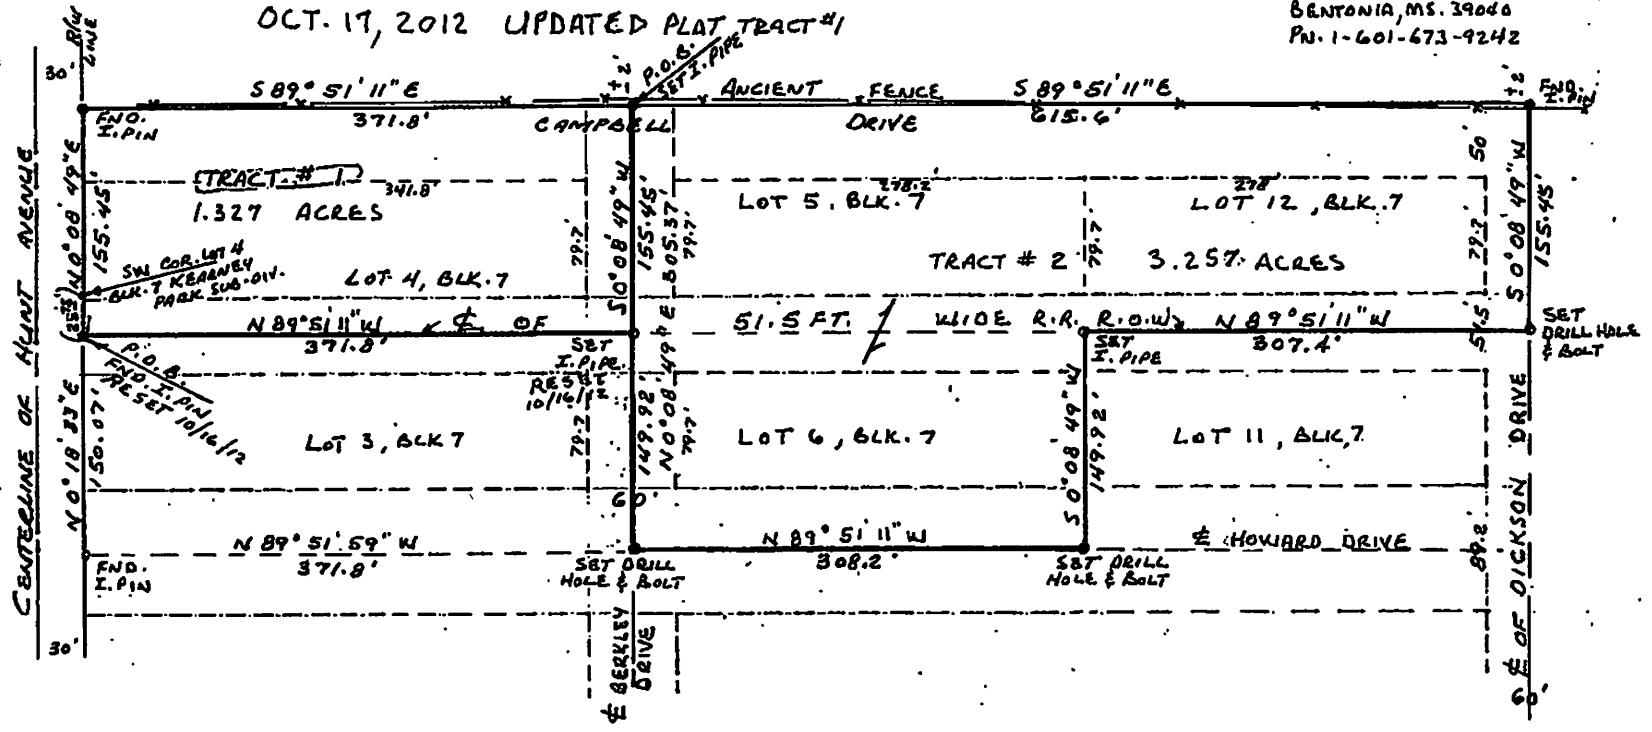 OCT. 17, 2012 UPDATED PLAT TRACT #1
BENTONIA, MS. 39040
PN. 1-601-673-9242
30'
R/W
LINE
P.O.B.
SET I. PIPE
±2'
±2'
S 89° 51' 11" E
371.8'
ANCIENT FENCE
S 89° 51' 11" E
615.6'
FND.
I. PIN
FND.
I. PIN
CAMPBELL DRIVE
CENTERLINE OF HUNT AVENUE
N 0° 08' 49" E
155.45'
TRACT # 1
341.8'
1.327 ACRES
79.7'
S 0° 08' 49" W
155.45'
79.7'
278.2'
LOT 5, BLK. 7
278'
LOT 12, BLK. 7
50'
S 0° 08' 49" W
155.45'
SW COR. LOT 4
BLK. 7 KEARNEY
PARK SUB. DIV.
LOT 4, BLK. 7
TRACT # 2
79.7'
3.257 ACRES
79.2'
N 89° 51' 11" W
371.8'
℄ OF
51.5 FT. WIDE R.R. R.O.W.
N 89° 51' 11" W
307.4'
51.5'
SET
I. PIPE
RESET
10/16/12
SET
I. PIPE
SET
DRILL HOLE
& BOLT
P.O.B.
FND. I. PIN
RESET 10/16/12
N 0° 18' 33" E
150.07'
LOT 3, BLK 7
79.7
149.92'
N 0° 08' 49" E 305.37'
79.7'
LOT 6, BLK. 7
S 0° 08' 49" W
149.92'
LOT 11, BLK, 7
60'
N 89° 51' 59" W
371.8'
N 89° 51' 11" W
308.2'
℄ HOWARD DRIVE
89.2'
FND.
I. PIN
SET DRILL
HOLE & BOLT
SET DRILL
HOLE & BOLT
30'
℄ BERKLEY
DRIVE
℄ OF DICKSON DRIVE
60'